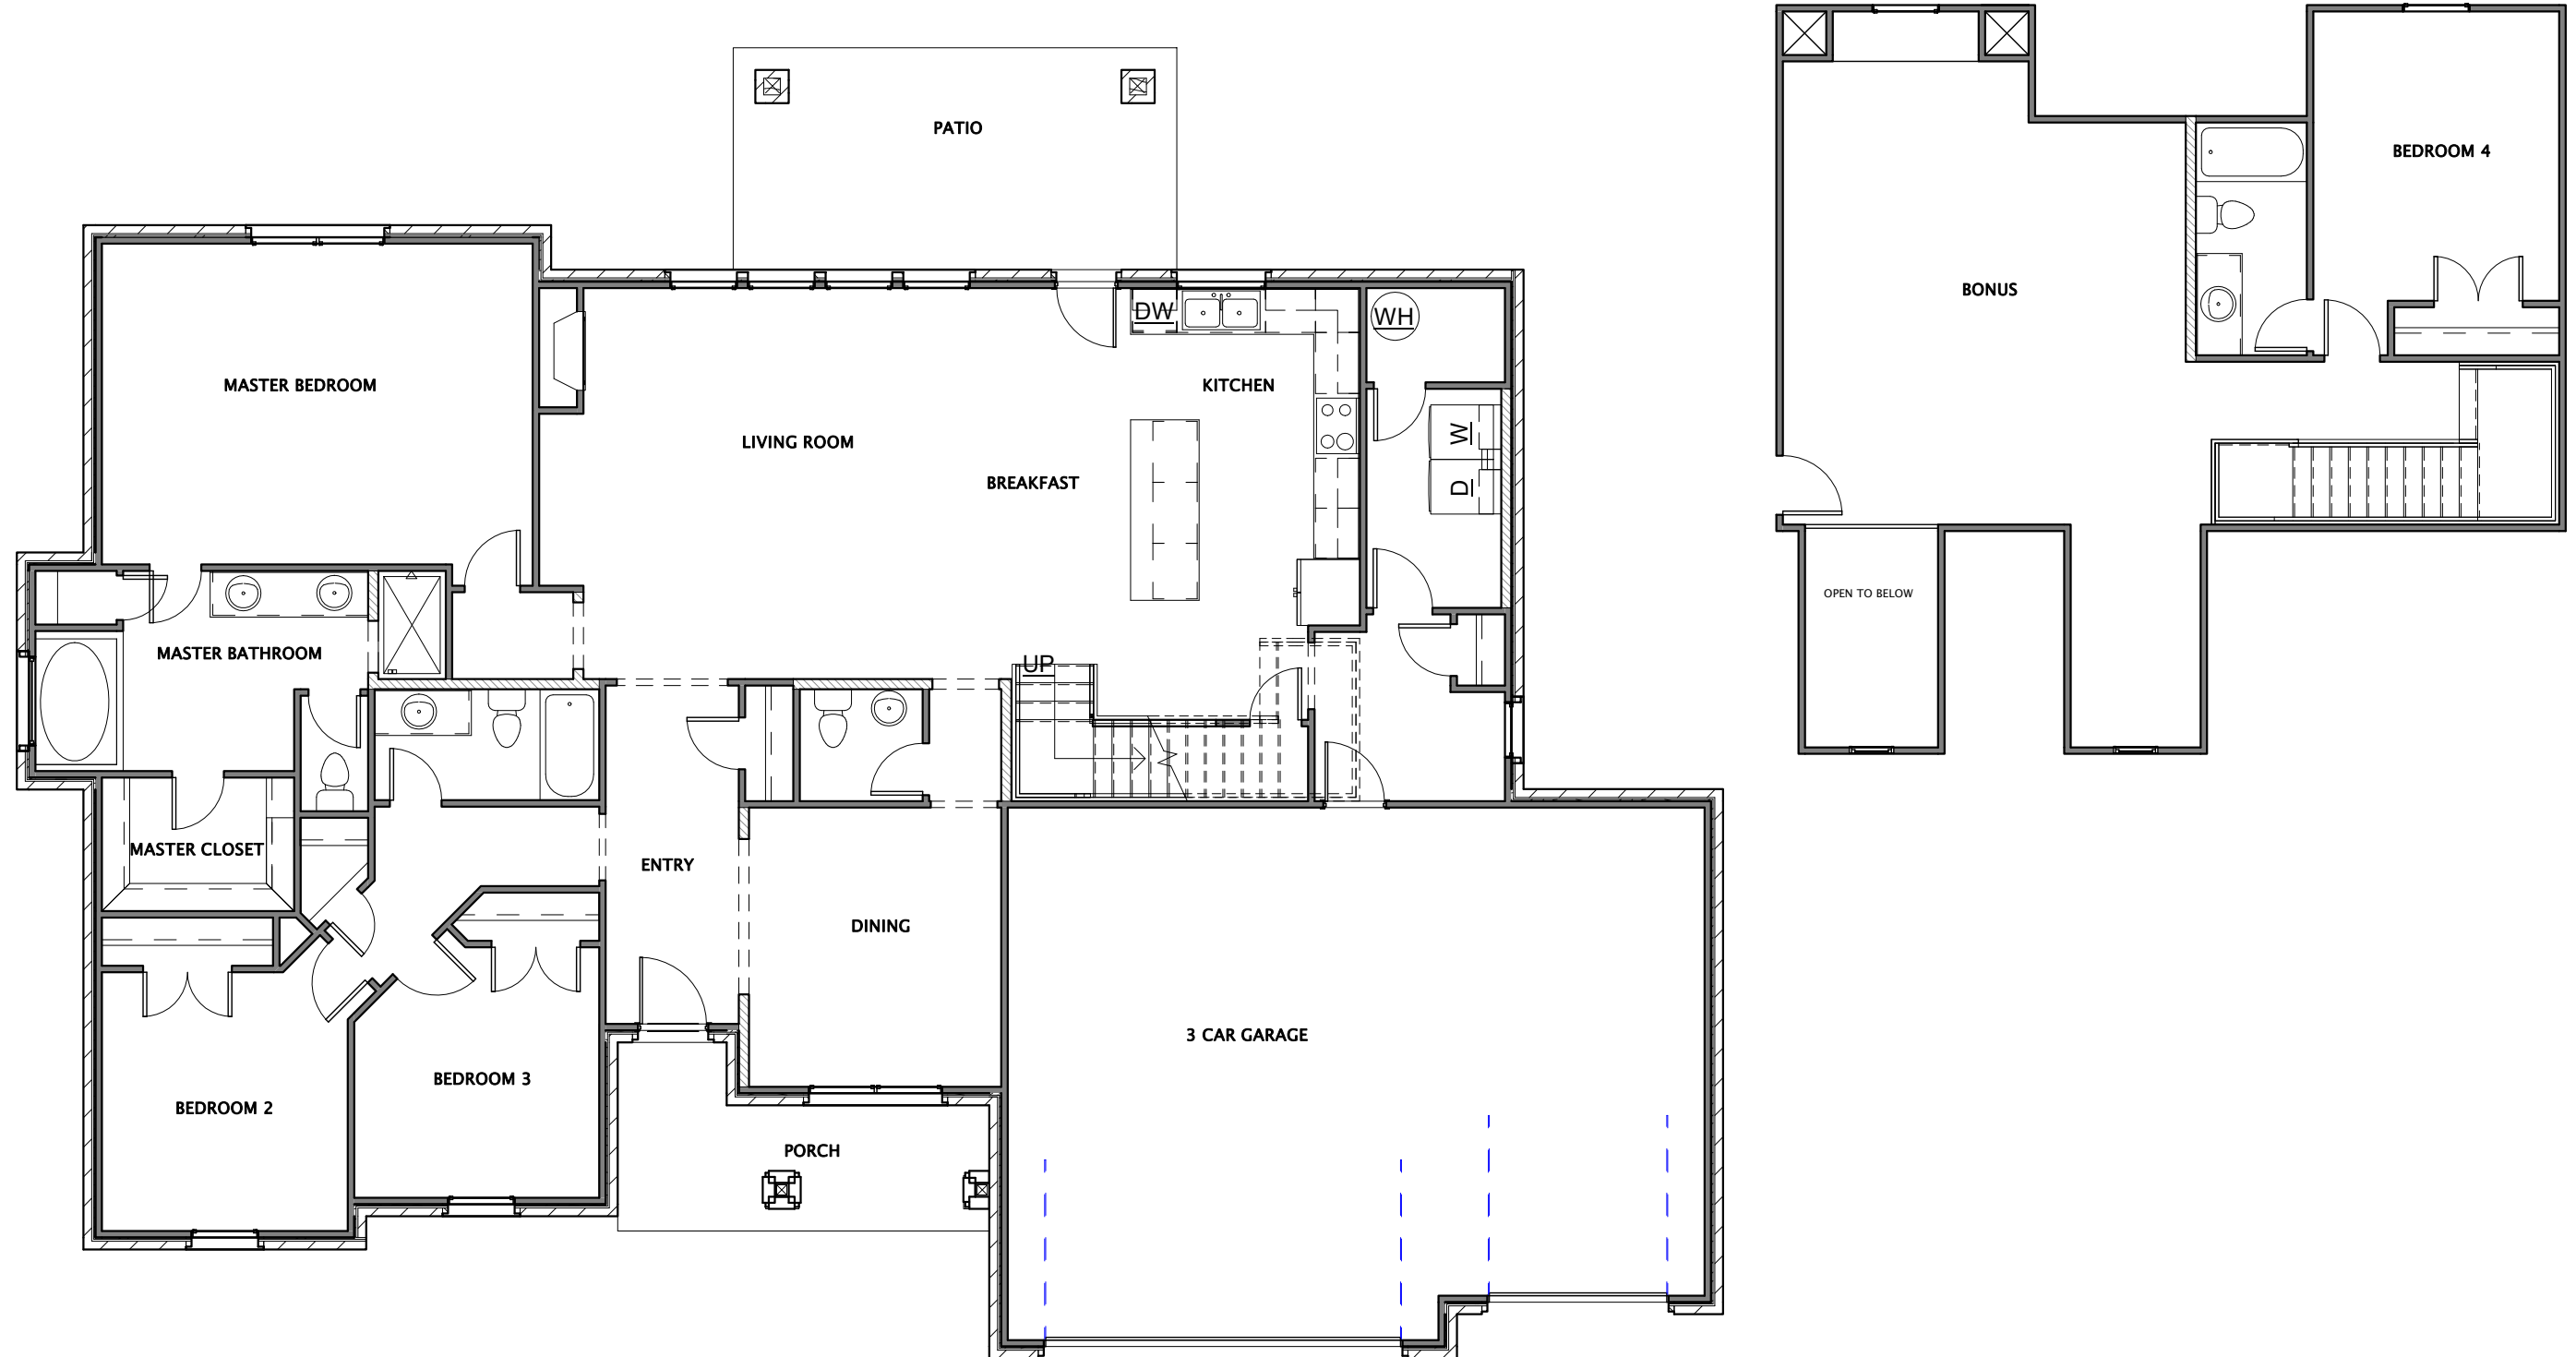 PATIO
BEDROOM 4
BONUS
DW
WH
MASTER BEDROOM
KITCHEN
LIVING ROOM
W
BREAKFAST
D
OPEN TO BELOW
MASTER BATHROOM
UP
MASTER CLOSET
ENTRY
DINING
3 CAR GARAGE
BEDROOM 3
BEDROOM 2
PORCH